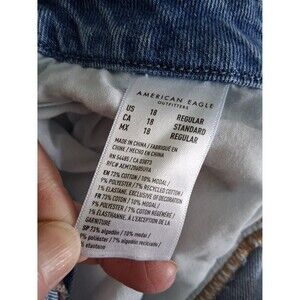 AMERICAN EAGLE
OUTFITTERS
US 18 REGULAR
CA 18 STANDARD
MX 18 REGULAR
MADE IN CHINA / FABRIQUÉ EN
CHINE / HECHO EN CHINA
RN 54485 / CA 03873
EN 73% COTTON / 10% MODAL /
9% POLYESTER / 7% RECYCLED COTTON /
1% ELASTANE, EXCLUSIVE OF DECORATION
FR 73% COTON / 10% MODAL /
9% POLYESTER / 7% COTON RÉGÉNÉRÉ /
1% ÉLASTHANNE, À L'EXCEPTION DE LA
GARNITURE
SP 73% algodón / 10% modal /
9% poliéster / 7% algodón
1% elastano